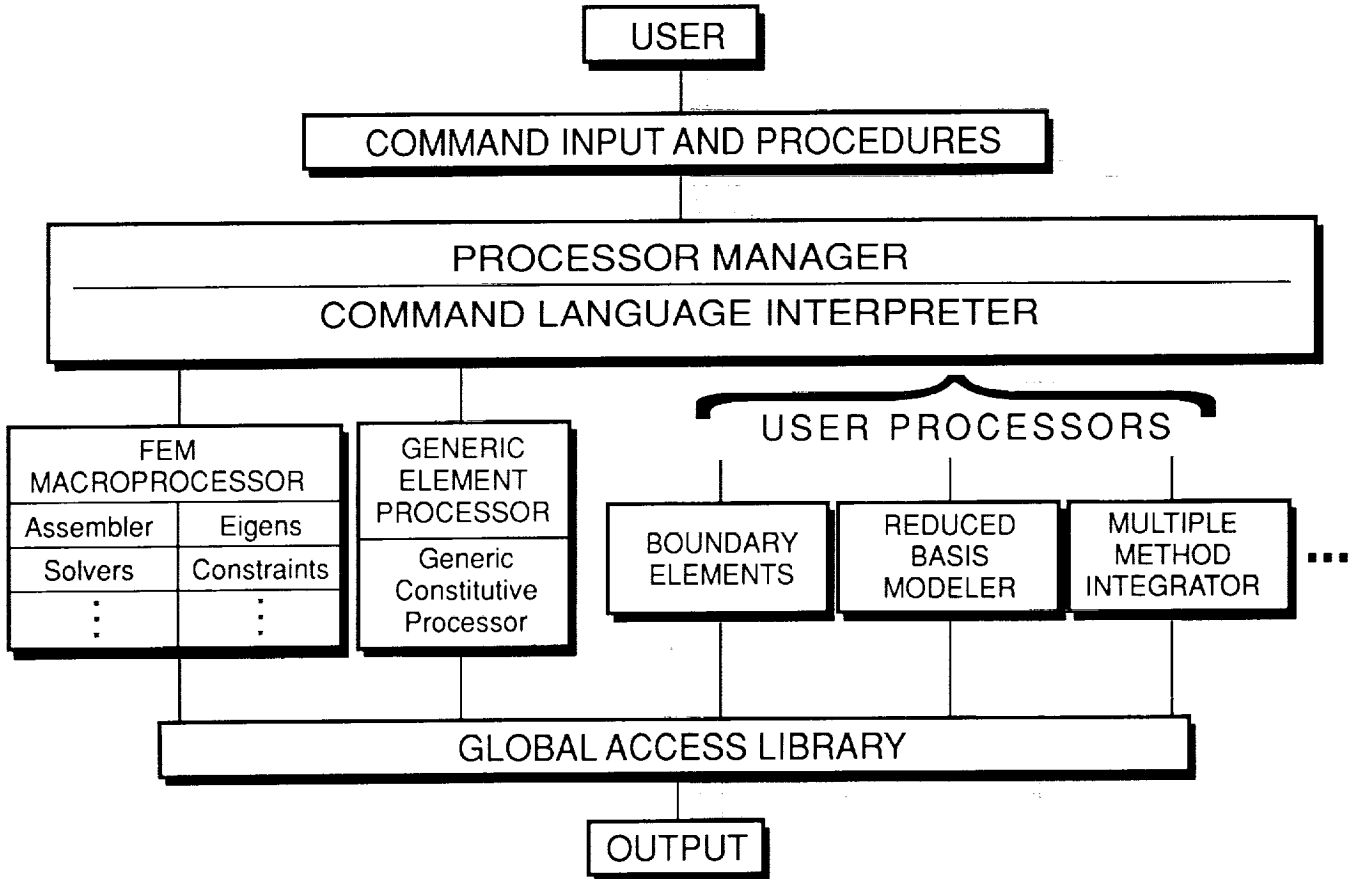 USER
COMMAND INPUT AND PROCEDURES
PROCESSOR MANAGER
COMMAND LANGUAGE INTERPRETER
FEM
MACROPROCESSOR
Assembler
Eigens
Solvers
Constraints
GENERIC
ELEMENT
PROCESSOR
Generic
Constitutive
Processor
USER PROCESSORS
BOUNDARY
ELEMENTS
REDUCED
BASIS
MODELER
MULTIPLE
METHOD
INTEGRATOR
...
GLOBAL ACCESS LIBRARY
OUTPUT